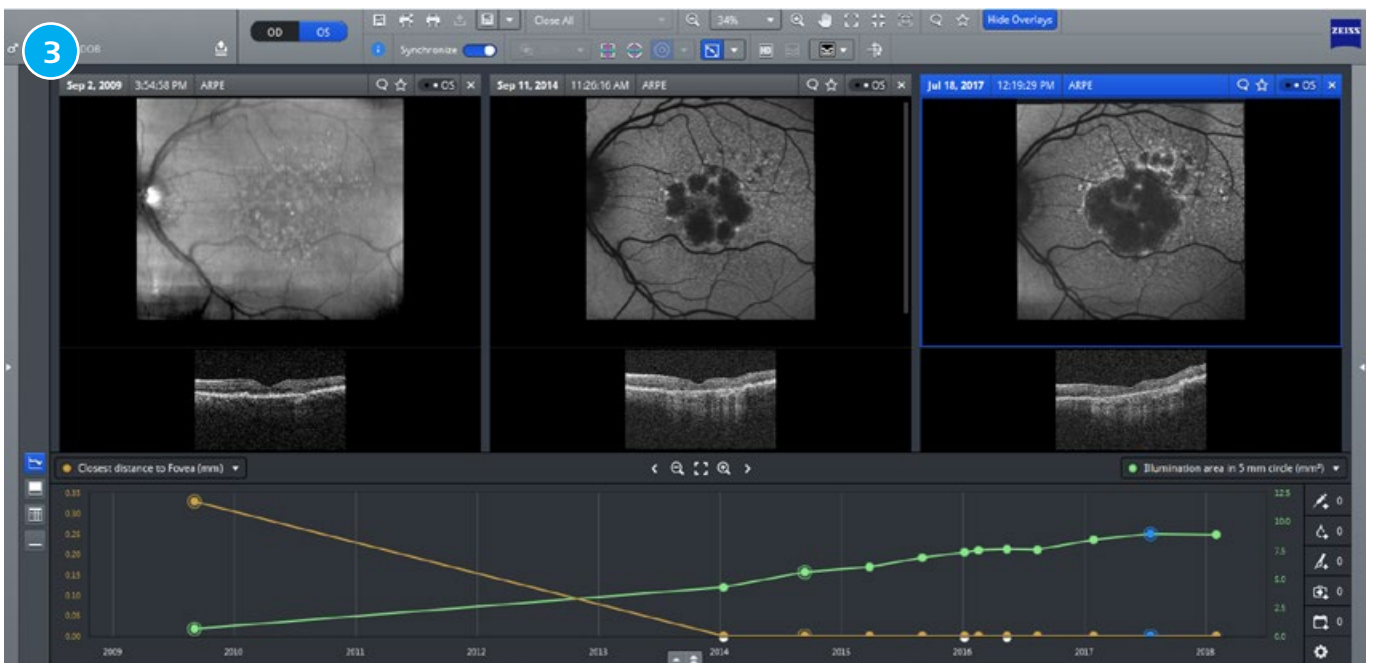 3
DOB
OD OS
Close All
34%
Hide Overlays
ZEISS
Synchronize
HD
Sep 2, 2009 3:54:58 PM ARPE OS
Sep 11, 2014 11:26:16 AM ARPE OS
Jul 18, 2017 12:19:29 PM ARPE OS
Closest distance to Fovea (mm)
Illumination area in 5 mm circle (mm²)
0.35
0.30
0.25
0.20
0.15
0.10
0.05
0.00
12.5
10.0
7.5
5.0
2.5
0.0
0
0
0
0
0
2009 2010 2011 2012 2013 2014 2015 2016 2017 2018